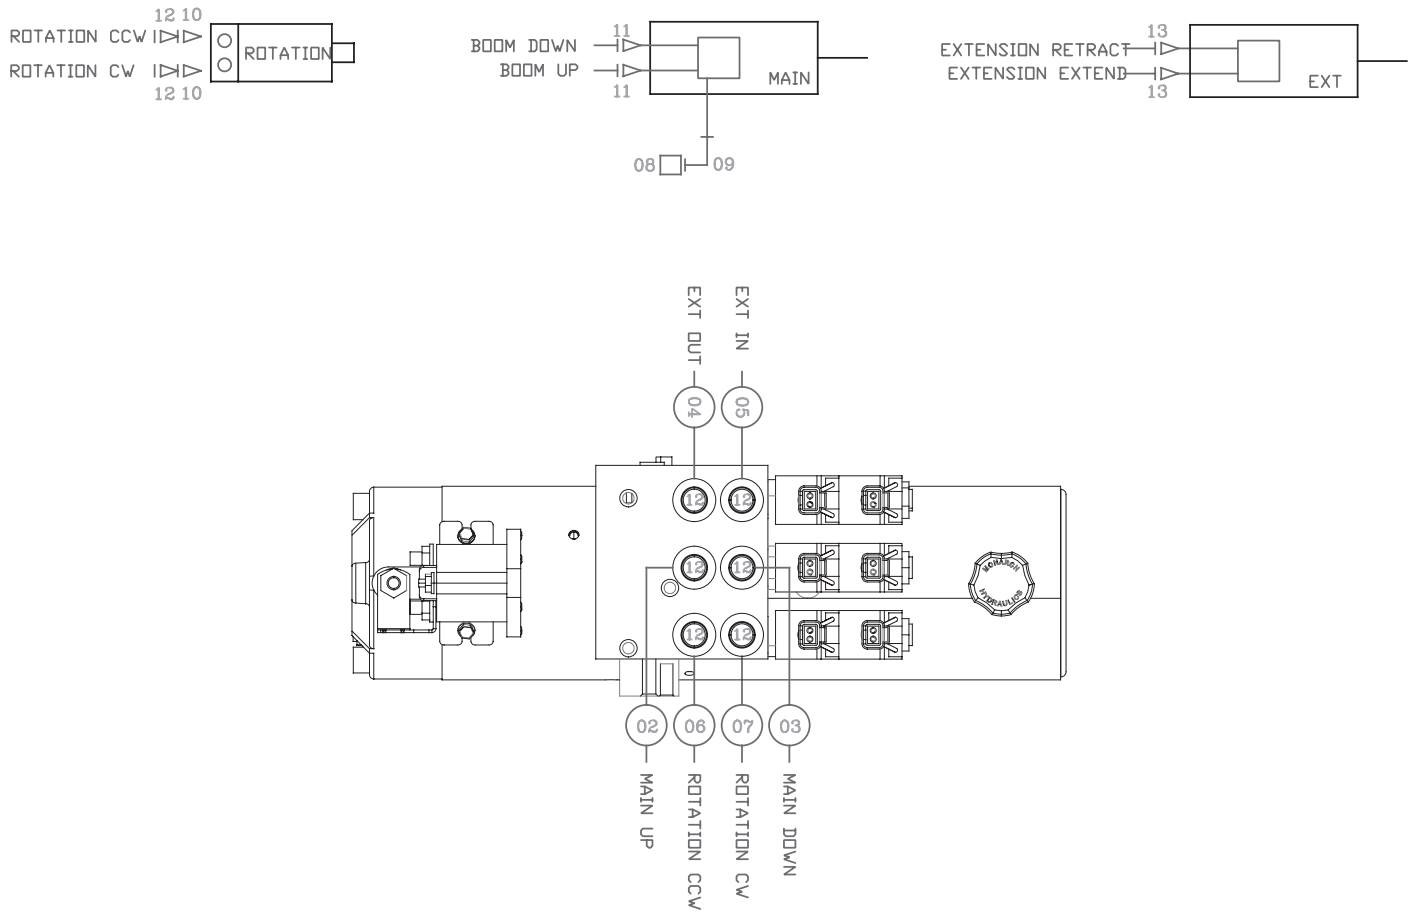 12 10
ROTATION CCW
ROTATION CW
12 10
ROTATION
11
BOOM DOWN
BOOM UP
11
MAIN
08
09
13
EXTENSION RETRACT
EXTENSION EXTEND
13
EXT
EXT OUT
EXT IN
04
05
12
12
12
12
12
12
MONARCH
HYDRAULICS
02
06
07
03
MAIN UP
ROTATION CCW
ROTATION CW
MAIN DOWN